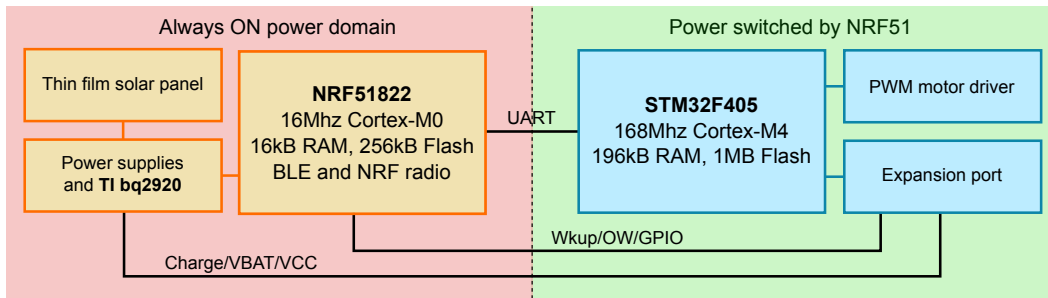 Always ON power domain
Power switched by NRF51
Thin film solar panel
NRF51822
16Mhz Cortex-M0
16kB RAM, 256kB Flash
BLE and NRF radio
Power supplies
and TI bq2920
UART
STM32F405
168Mhz Cortex-M4
196kB RAM, 1MB Flash
PWM motor driver
Expansion port
Wkup/OW/GPIO
Charge/VBAT/VCC